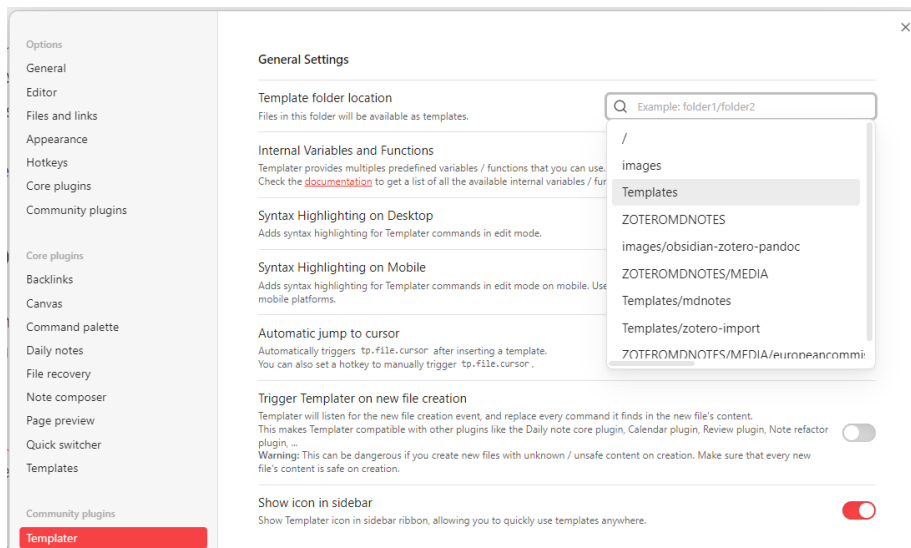 Options
General
Editor
Files and links
Appearance
Hotkeys
Core plugins
Community plugins
Core plugins
Backlinks
Canvas
Command palette
Daily notes
File recovery
Note composer
Page preview
Quick switcher
Templates
Community plugins
Templater
General Settings
Template folder location
Files in this folder will be available as templates.
Example: folder1/folder2
/
images
Templates
ZOTEROMDNOTES
images/obsidian-zotero-pandoc
ZOTEROMDNOTES/MEDIA
Templates/mdnotes
Templates/zotero-import
ZOTEROMDNOTES/MEDIA/europeancommis
Internal Variables and Functions
Templater provides multiples predefined variables / functions that you can use.
Check the documentation to get a list of all the available internal variables / fun
Syntax Highlighting on Desktop
Adds syntax highlighting for Templater commands in edit mode.
Syntax Highlighting on Mobile
Adds syntax highlighting for Templater commands in edit mode on mobile. Use
mobile platforms.
Automatic jump to cursor
Automatically triggers tp.file.cursor after inserting a template.
You can also set a hotkey to manually trigger tp.file.cursor.
Trigger Templater on new file creation
Templater will listen for the new file creation event, and replace every command it finds in the new file's content.
This makes Templater compatible with other plugins like the Daily note core plugin, Calendar plugin, Review plugin, Note refactor
plugin, ...
Warning: This can be dangerous if you create new files with unknown / unsafe content on creation. Make sure that every new
file's content is safe on creation.
Show icon in sidebar
Show Templater icon in sidebar ribbon, allowing you to quickly use templates anywhere.